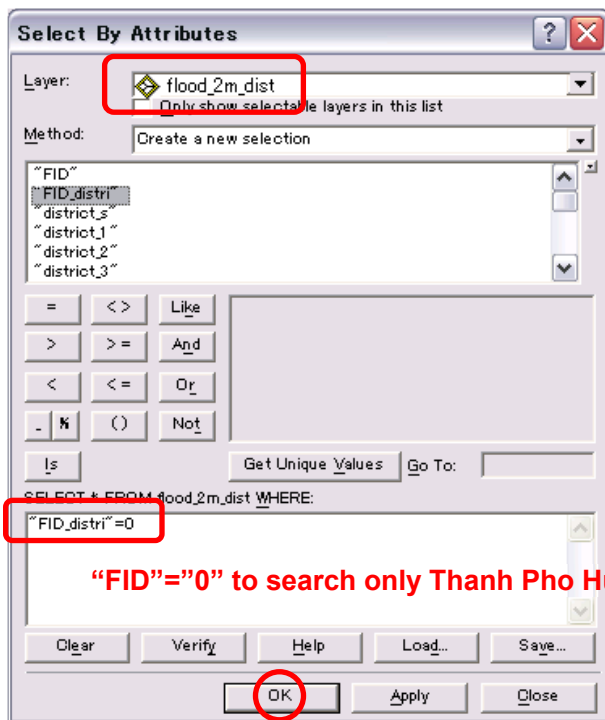 Select By Attributes
Layer: flood_2m_dist
Only show selectable layers in this list
Method: Create a new selection
"FID"
"FID_distri"
"district_s"
"district_1"
"district_2"
"district_3"
= <> Like
> >= And
< <= Or
_ % () Not
Is Get Unique Values Go To:
SELECT * FROM flood_2m_dist WHERE:
"FID_distri"=0
“FID”=”0” to search only Thanh Pho
Clear Verify Help Load... Save...
OK Apply Close